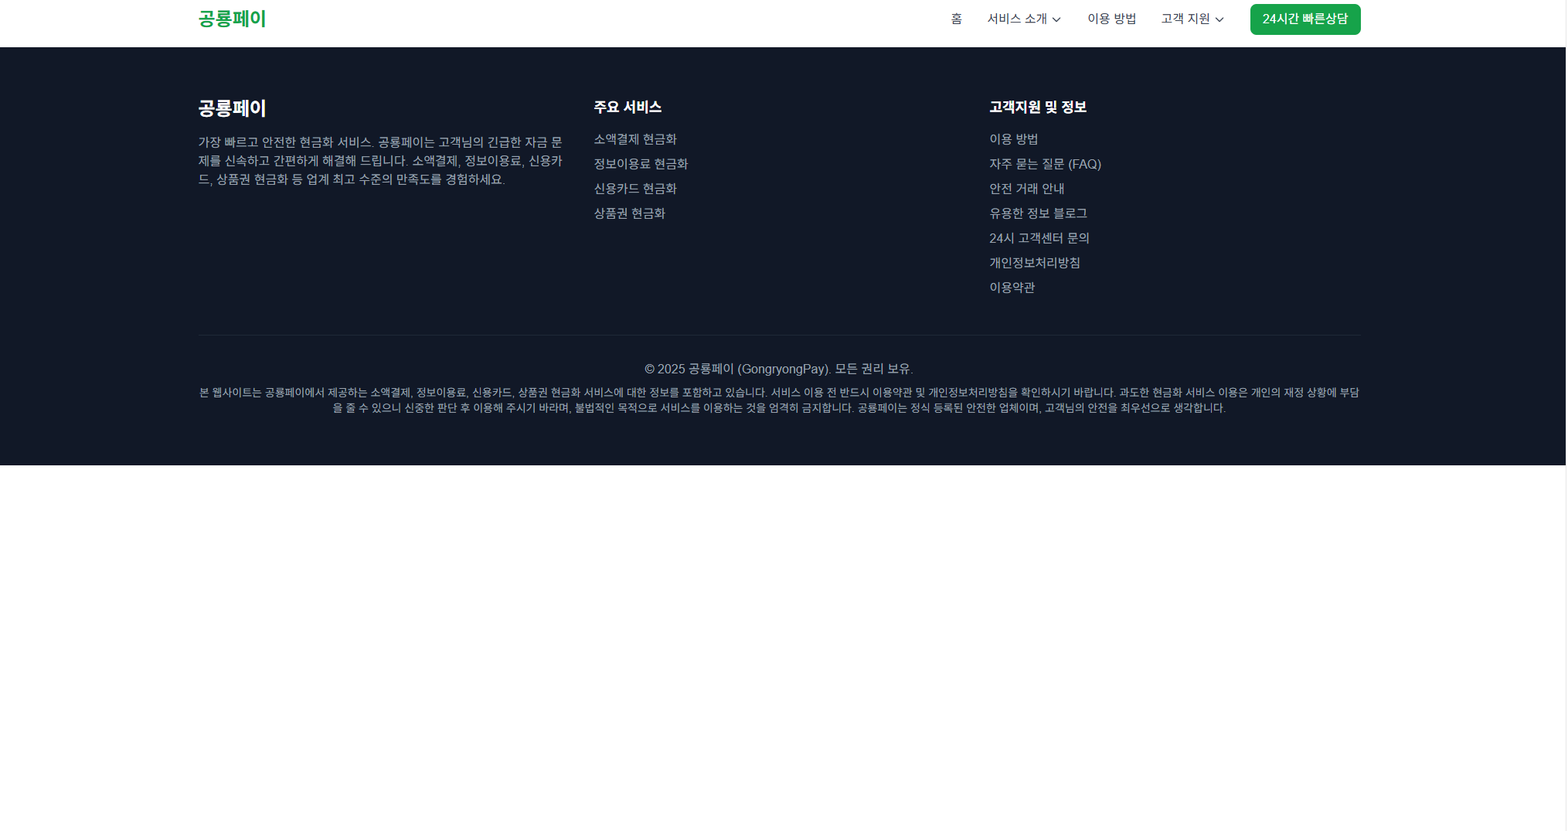 공룡페이
홈 서비스 소개 이용 방법 고객 지원 24시간 빠른상담
공룡페이
가장 빠르고 안전한 현금화 서비스. 공룡페이는 고객님의 긴급한 자금 문
제를 신속하고 간편하게 해결해 드립니다. 소액결제, 정보이용료, 신용카
드, 상품권 현금화 등 업계 최고 수준의 만족도를 경험하세요.
주요 서비스
소액결제 현금화
정보이용료 현금화
신용카드 현금화
상품권 현금화
고객지원 및 정보
이용 방법
자주 묻는 질문 (FAQ)
안전 거래 안내
유용한 정보 블로그
24시 고객센터 문의
개인정보처리방침
이용약관
© 2025 공룡페이 (GongryongPay). 모든 권리 보유.
본 웹사이트는 공룡페이에서 제공하는 소액결제, 정보이용료, 신용카드, 상품권 현금화 서비스에 대한 정보를 포함하고 있습니다. 서비스 이용 전 반드시 이용약관 및 개인정보처리방침을 확인하시기 바랍니다. 과도한 현금화 서비스 이용은 개인의 재정 상황에 부담
을 줄 수 있으니 신중한 판단 후 이용해 주시기 바라며, 불법적인 목적으로 서비스를 이용하는 것을 엄격히 금지합니다. 공룡페이는 정식 등록된 안전한 업체이며, 고객님의 안전을 최우선으로 생각합니다.